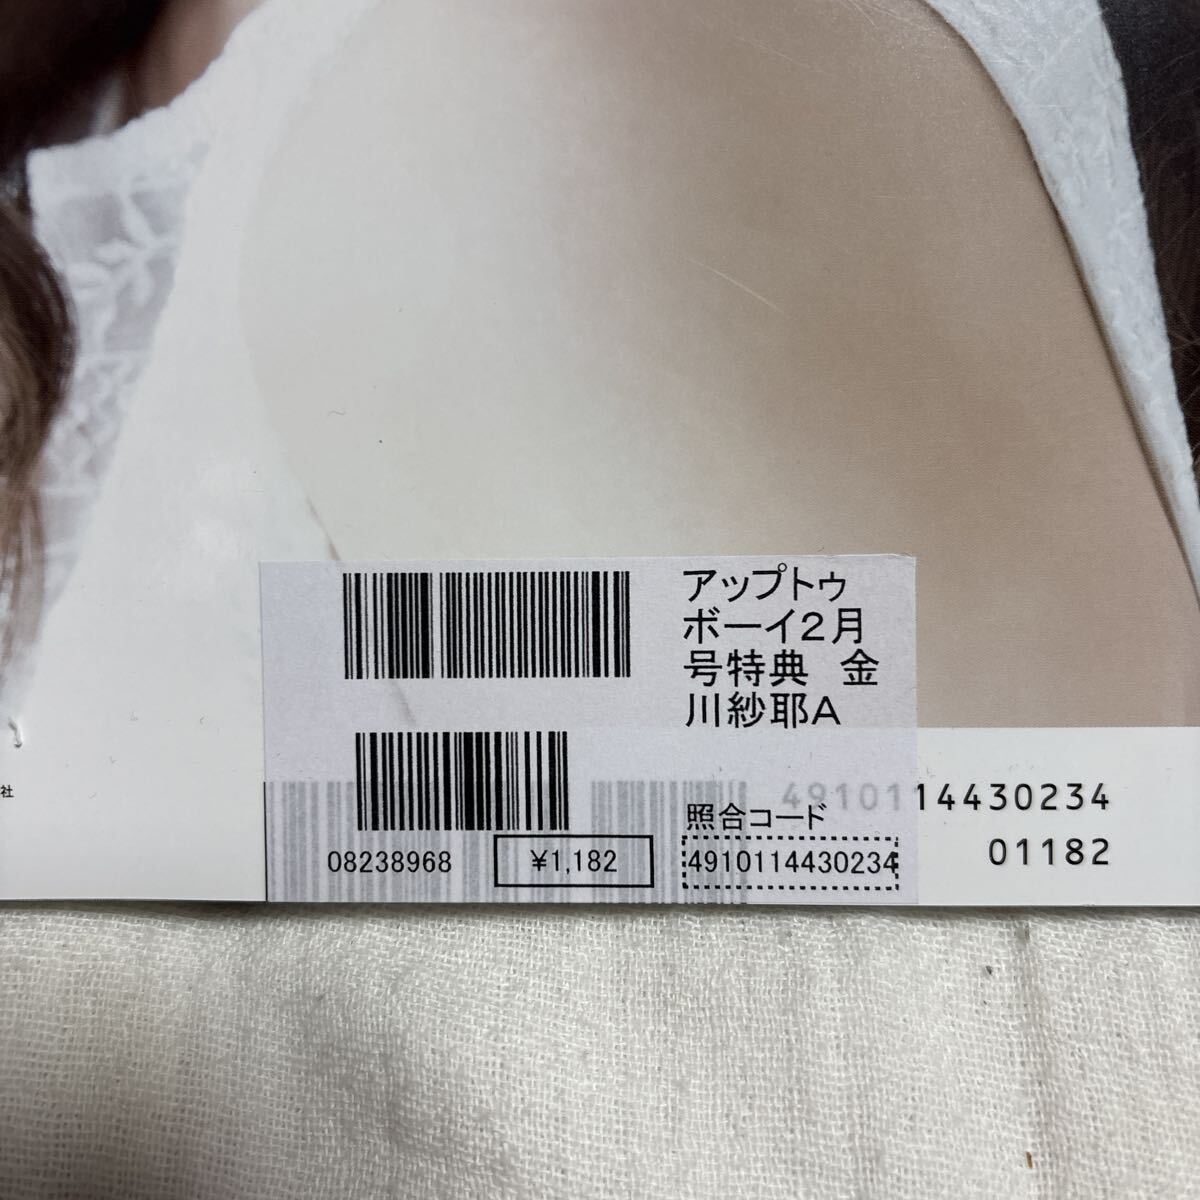 アップトゥ
ボーイ2月
号特典 金
川紗耶A
照合コード
4910114430234
08238968
¥1,182
4910114430234
01182
社